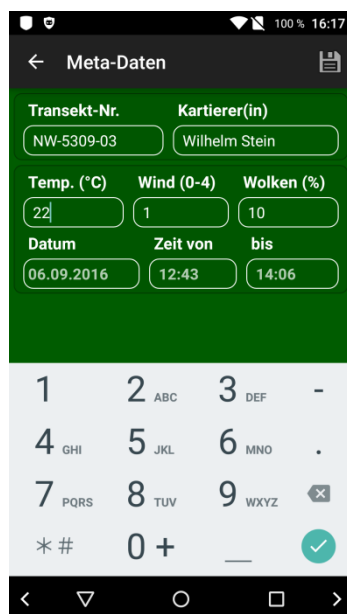 100 % 16:17
Meta-Daten
Transekt-Nr. Kartierer(in)
NW-5309-03 Wilhelm Stein
Temp. (°C) Wind (0-4) Wolken (%)
22 1 10
Datum Zeit von bis
06.09.2016 12:43 14:06
1 2 ABC 3 DEF -
4 GHI 5 JKL 6 MNO .
7 PQRS 8 TUV 9 WXYZ
*# 0 + _